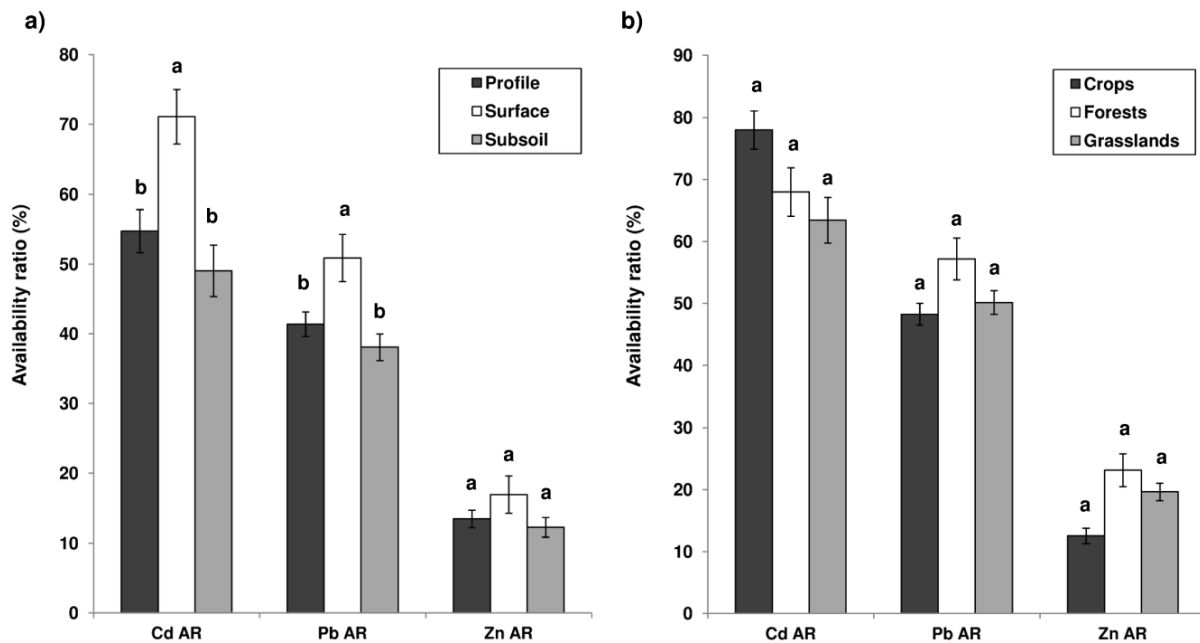 a)
Availability ratio (%)
80
70
60
50
40
30
20
10
0
Profile
Surface
Subsoil
b
a
b
b
a
b
a
a
a
Cd AR
Pb AR
Zn AR
b)
Availability ratio (%)
90
80
70
60
50
40
30
20
10
0
Crops
Forests
Grasslands
a
a
a
a
a
a
a
a
a
Cd AR
Pb AR
Zn AR